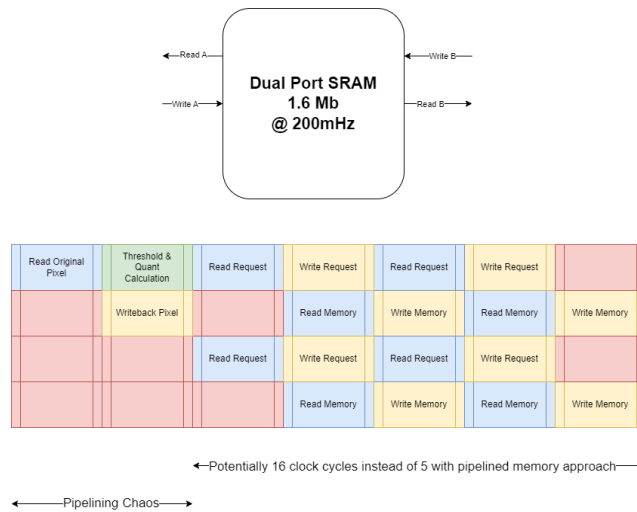 Read A
Write B
Dual Port SRAM
1.6 Mb
@ 200mHz
Write A
Read B
Read Original
Pixel
Threshold &
Quant
Calculation
Read Request
Write Request
Read Request
Write Request
Writeback Pixel
Read Memory
Write Memory
Read Memory
Write Memory
Read Request
Write Request
Read Request
Write Request
Read Memory
Write Memory
Read Memory
Write Memory
Potentially 16 clock cycles instead of 5 with pipelined memory approach
Pipelining Chaos